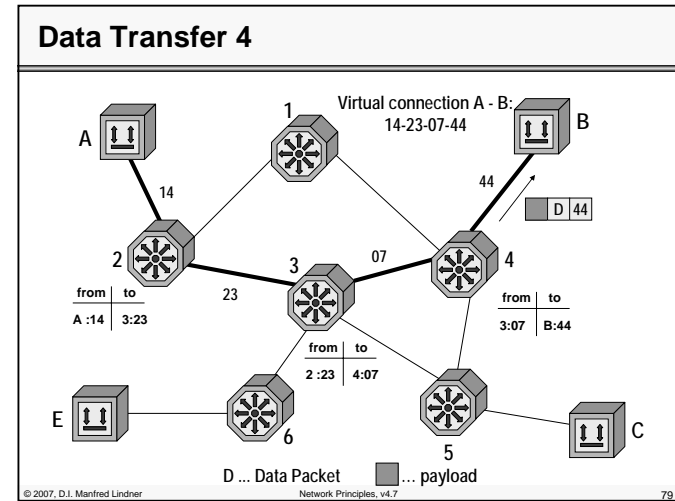 Data Transfer 4
Virtual connection A - B:
14-23-07-44
A
1
B
14
44
D 44
2
3
07
4
23
from to
A :14 3:23
from to
2 :23 4:07
from to
3:07 B:44
E
6
5
C
D ... Data Packet ... payload
© 2007, D.I. Manfred Lindner Network Principles, v4.7 79